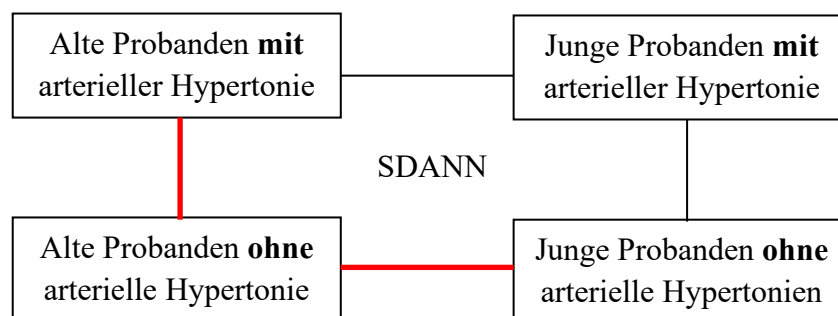 Alte Probanden mit
arterieller Hypertonie
Junge Probanden mit
arterieller Hypertonie
SDANN
Alte Probanden ohne
arterielle Hypertonie
Junge Probanden ohne
arterielle Hypertonien